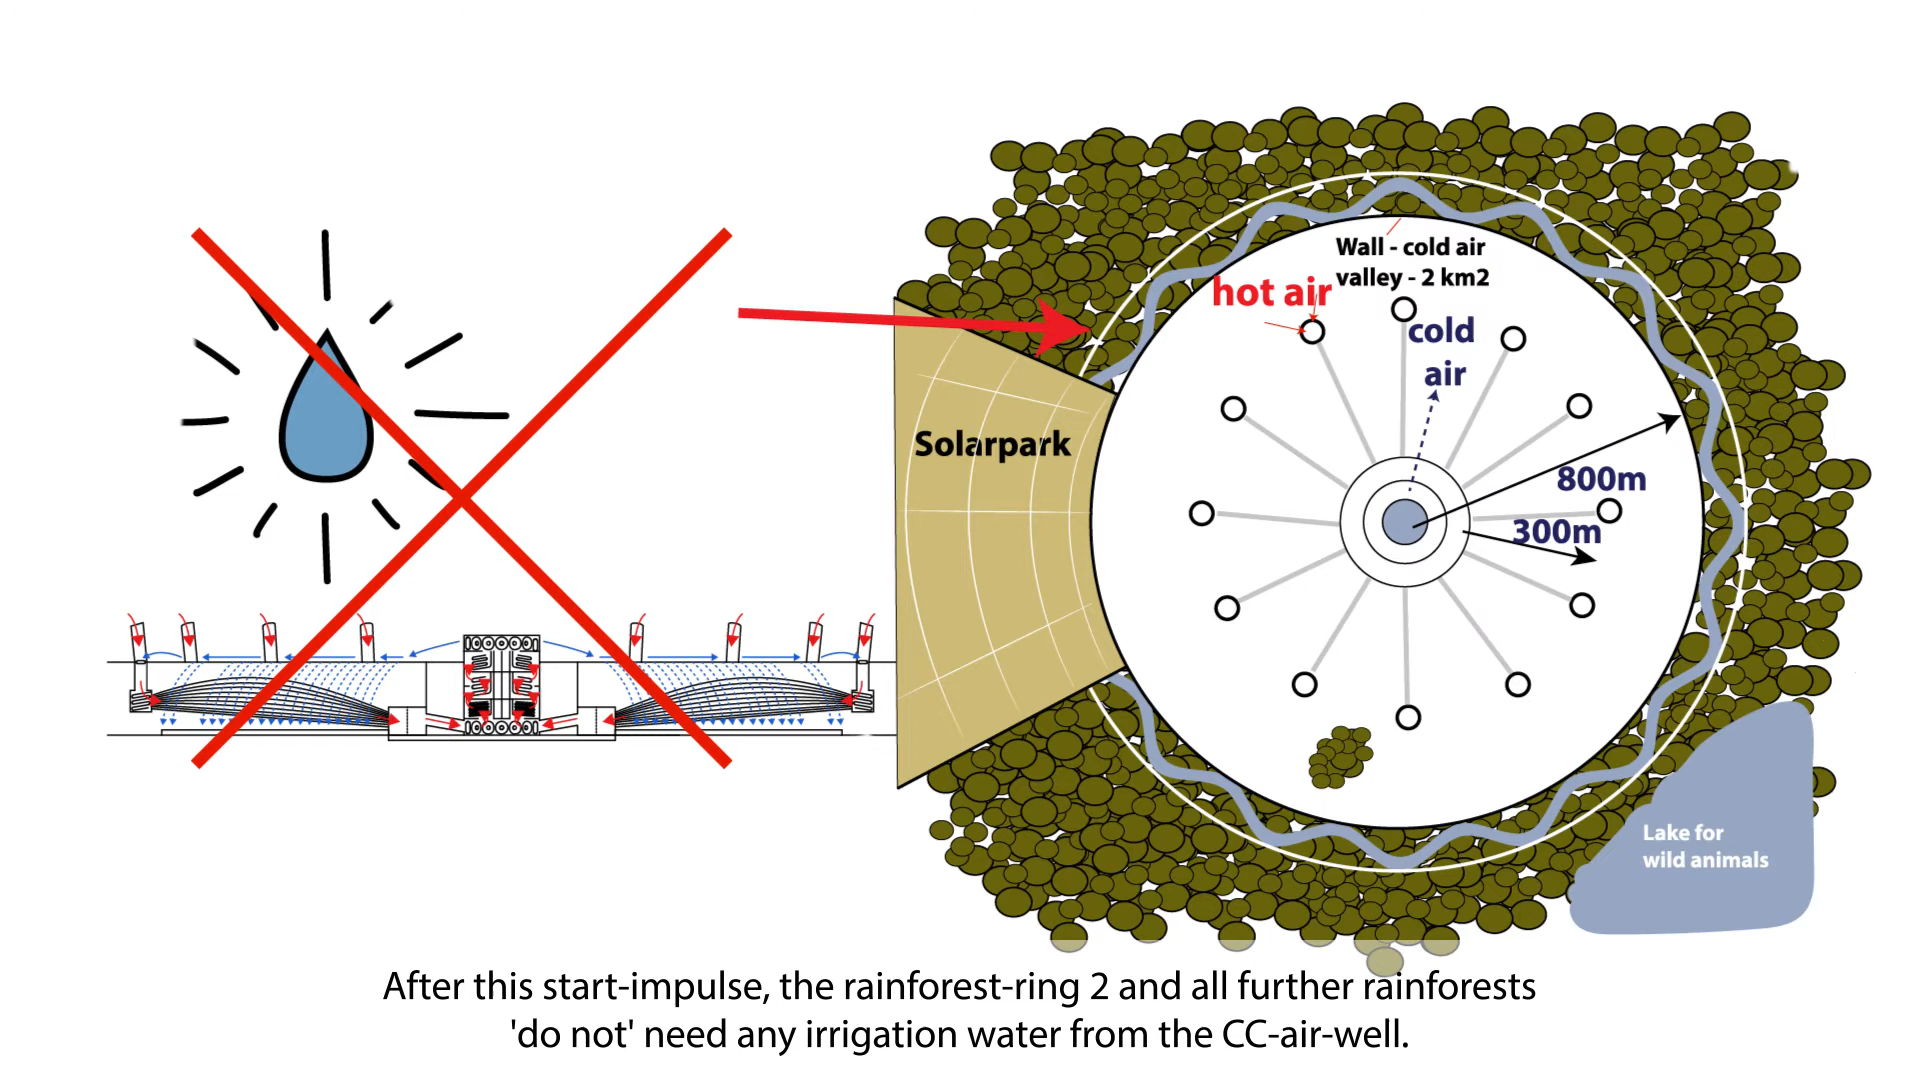 Wall - cold air
valley - 2 km2
hot air
cold
air
Solarpark
800m
300m
Lake for
wild animals
After this start-impulse, the rainforest-ring 2 and all further rainforests
'do not' need any irrigation water from the CC-air-well.